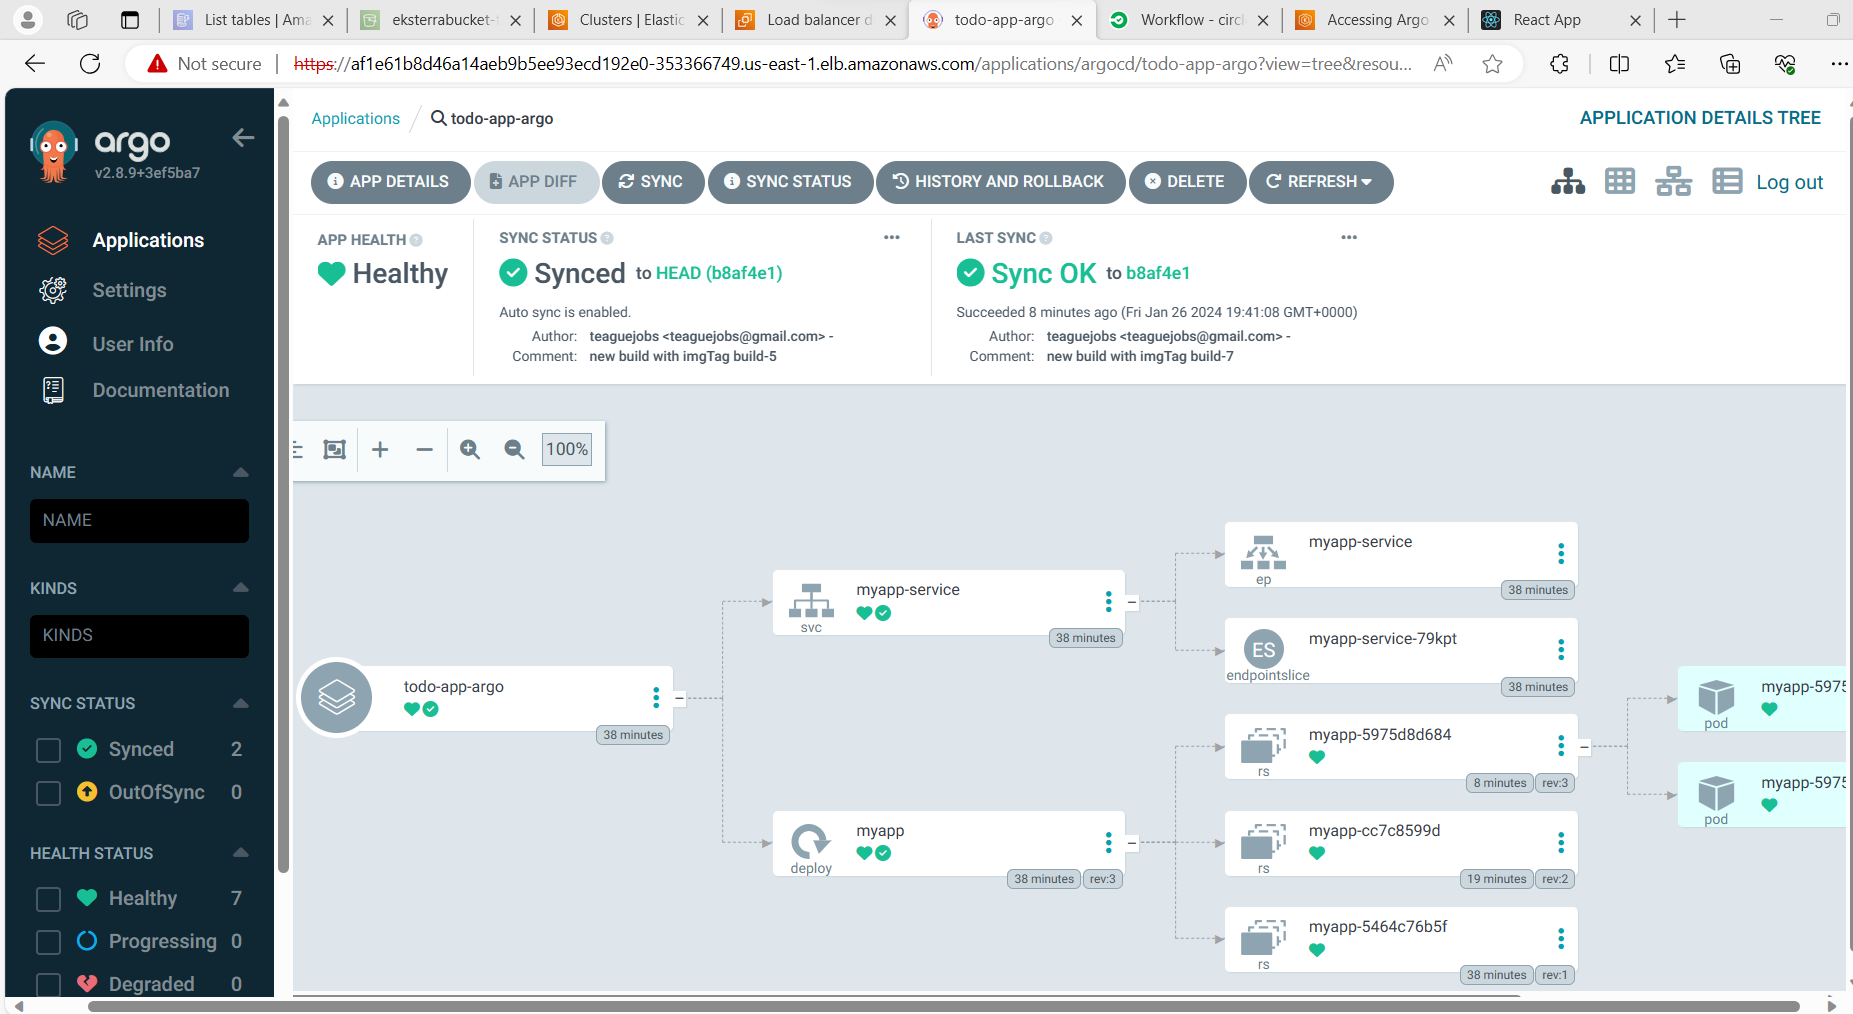 List tables | Ama
eksterrabucket-
Clusters | Elastic
Load balancer d
todo-app-argo
Workflow - circl
Accessing Argo
React App
Not secure
https://af1e61b8d46a14aeb9b5ee93ecd192e0-353366749.us-east-1.elb.amazonaws.com/applications/argocd/todo-app-argo?view=tree&resou...
argo
v2.8.9+3ef5ba7
Applications
Settings
User Info
Documentation
NAME
NAME
KINDS
KINDS
SYNC STATUS
Synced 2
OutOfSync 0
HEALTH STATUS
Healthy 7
Progressing 0
Degraded 0
Applications / todo-app-argo
APPLICATION DETAILS TREE
APP DETAILS
APP DIFF
SYNC
SYNC STATUS
HISTORY AND ROLLBACK
DELETE
REFRESH
Log out
APP HEALTH
Healthy
SYNC STATUS
Synced to HEAD (b8af4e1)
Auto sync is enabled.
Author: teaguejobs <teaguejobs@gmail.com> -
Comment: new build with imgTag build-5
LAST SYNC
Sync OK to b8af4e1
Succeeded 8 minutes ago (Fri Jan 26 2024 19:41:08 GMT+0000)
Author: teaguejobs <teaguejobs@gmail.com> -
Comment: new build with imgTag build-7
100%
todo-app-argo
38 minutes
myapp-service
svc
38 minutes
myapp
deploy
38 minutes rev:3
myapp-service
ep
38 minutes
ES
myapp-service-79kpt
endpointslice
38 minutes
myapp-5975d8d684
rs
8 minutes rev:3
myapp-cc7c8599d
rs
19 minutes rev:2
myapp-5464c76b5f
rs
38 minutes rev:1
myapp-5975
pod
myapp-5975
pod